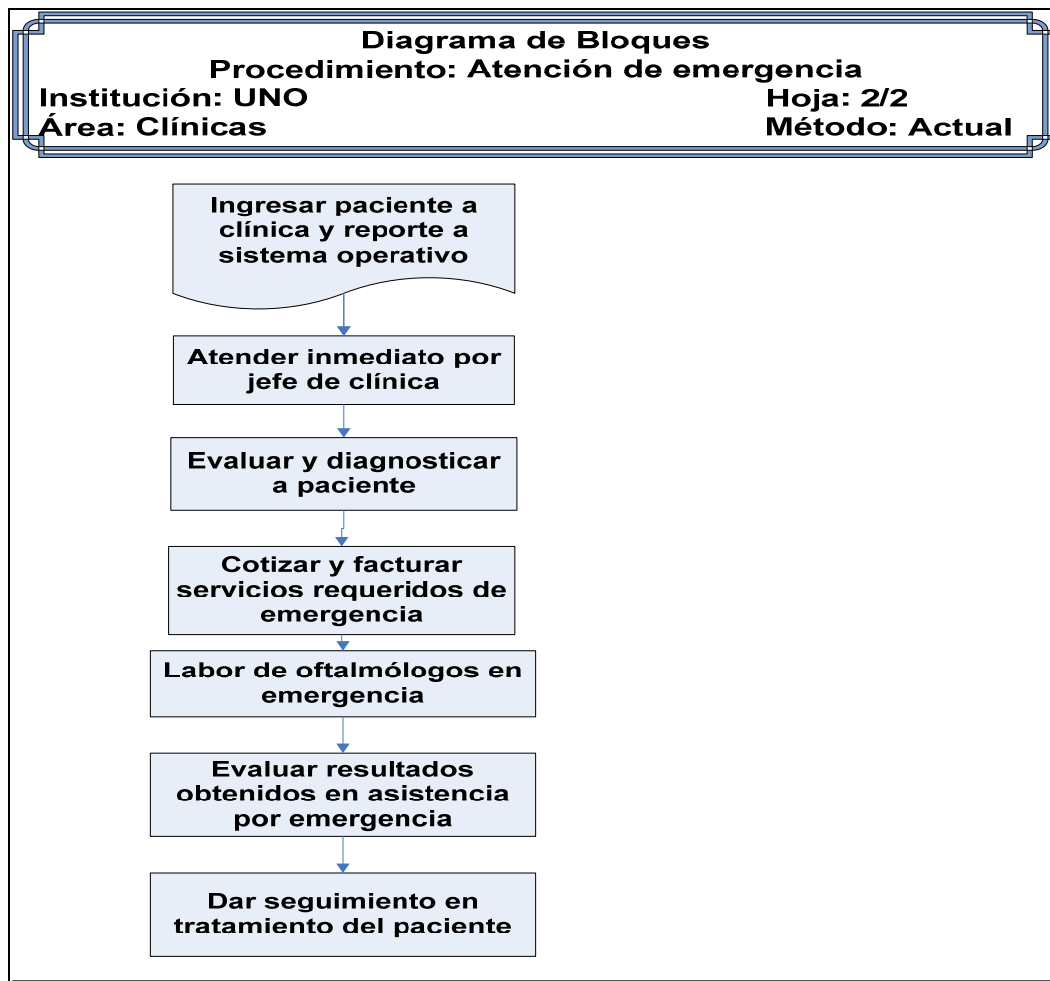 Diagrama de Bloques
Procedimiento: Atención de emergencia
Institución: UNO Hoja: 2/2
Área: Clínicas Método: Actual
Ingresar paciente a
clínica y reporte a
sistema operativo
Atender inmediato por
jefe de clínica
Evaluar y diagnosticar
a paciente
Cotizar y facturar
servicios requeridos de
emergencia
Labor de oftalmólogos en
emergencia
Evaluar resultados
obtenidos en asistencia
por emergencia
Dar seguimiento en
tratamiento del paciente